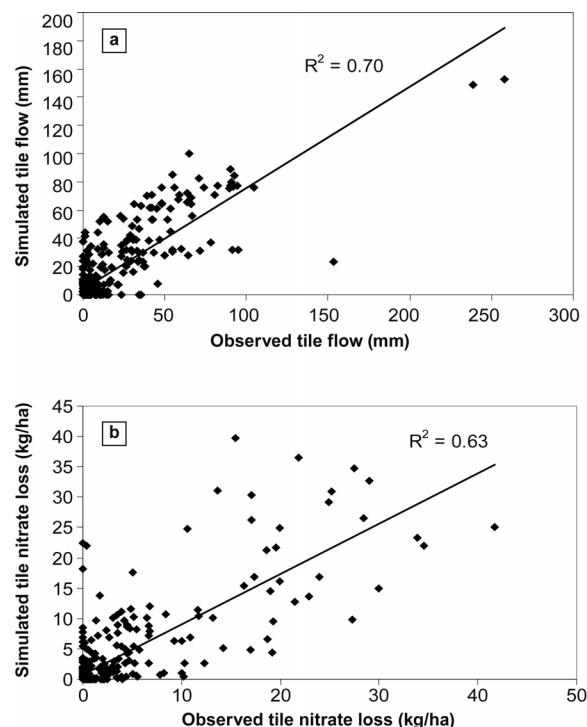 a
R² = 0.70
200
180
160
140
120
100
80
60
40
20
0
Simulated tile flow (mm)
0 50 100 150 200 250 300
Observed tile flow (mm)
b
R² = 0.63
45
40
35
30
25
20
15
10
5
0
Simulated tile nitrate loss (kg/ha)
0 10 20 30 40 50
Observed tile nitrate loss (kg/ha)